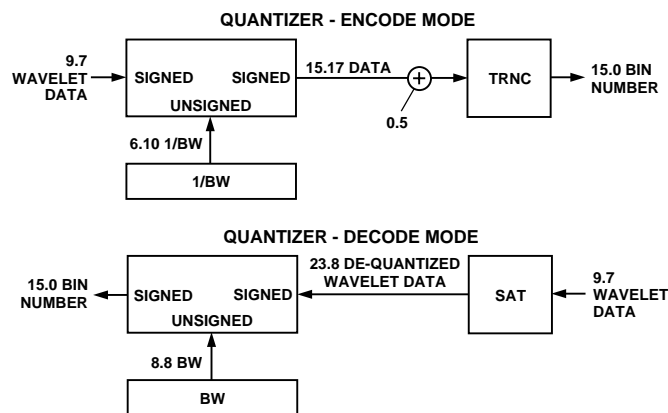 QUANTIZER - ENCODE MODE
9.7
WAVELET
DATA
SIGNED
SIGNED
UNSIGNED
15.17 DATA
0.5
TRNC
15.0 BIN
NUMBER
6.10 1/BW
1/BW
QUANTIZER - DECODE MODE
15.0 BIN
NUMBER
SIGNED
SIGNED
UNSIGNED
23.8 DE-QUANTIZED
WAVELET DATA
SAT
9.7
WAVELET
DATA
8.8 BW
BW